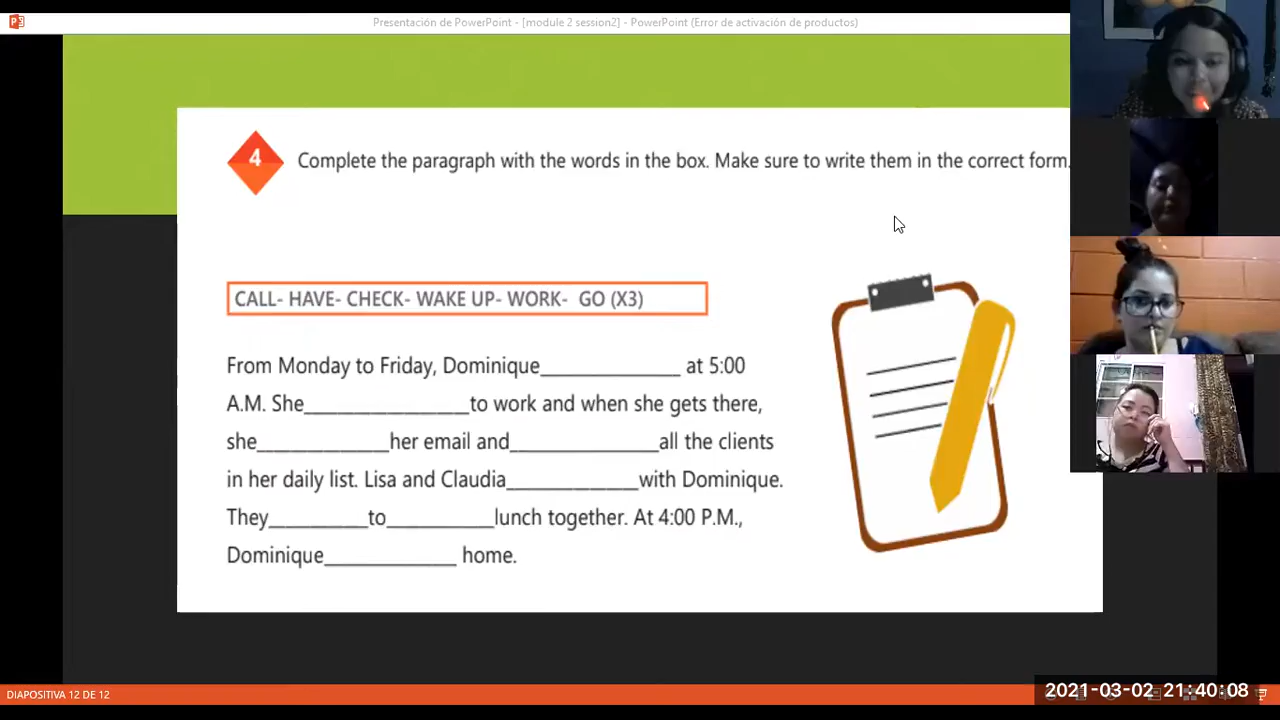 Presentación de PowerPoint - [module 2 session2] - PowerPoint (Error de activación de productos)
4
Complete the paragraph with the words in the box. Make sure to write them in the correct form.
CALL- HAVE- CHECK- WAKE UP- WORK- GO (X3)
From Monday to Friday, Dominique______________ at 5:00
A.M. She_________________to work and when she gets there,
she_____________her email and_______________all the clients
in her daily list. Lisa and Claudia_____________with Dominique.
They__________to___________lunch together. At 4:00 P.M.,
Dominique_____________ home.
DIAPOSITIVA 12 DE 12
2021-03-02 21:40:08